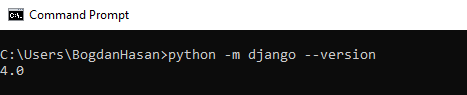 Command Prompt
C:\Users\BogdanHasan>python -m django --version
4.0